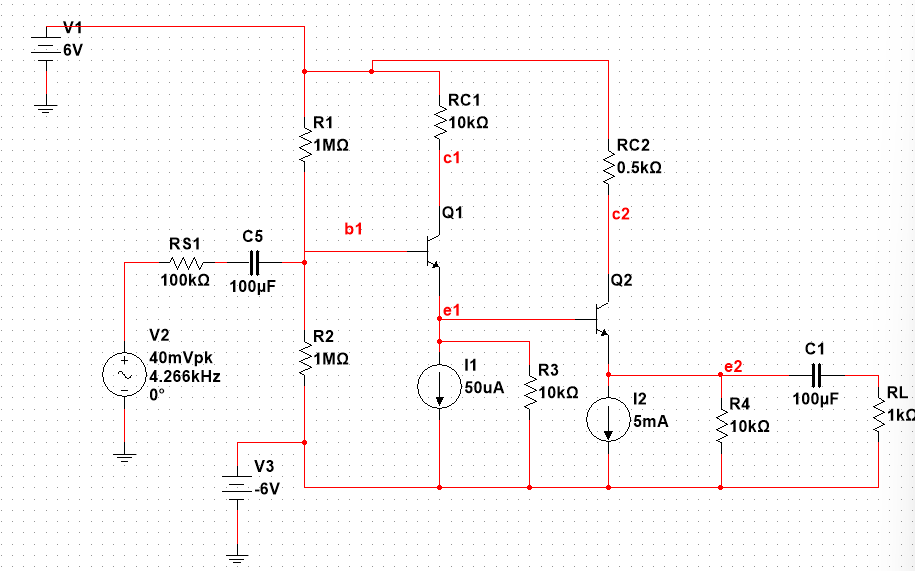 V1
6V
R1
1MΩ
RC1
10kΩ
c1
RC2
0.5kΩ
c2
Q1
b1
RS1
100kΩ
C5
100µF
Q2
e1
V2
40mVpk
4.266kHz
0°
R2
1MΩ
I1
50uA
R3
10kΩ
I2
5mA
e2
R4
10kΩ
C1
100µF
RL
1kΩ
V3
-6V